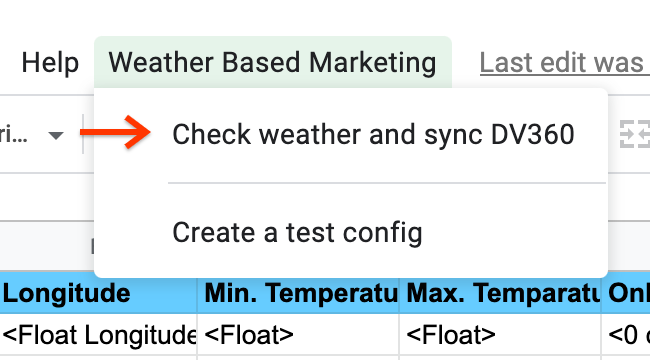 Help Weather Based Marketing Last edit was
ri... Check weather and sync DV360
Create a test config
Longitude Min. Temperatu Max. Temparatu Onl
<Float Longitude <Float> <Float> <0